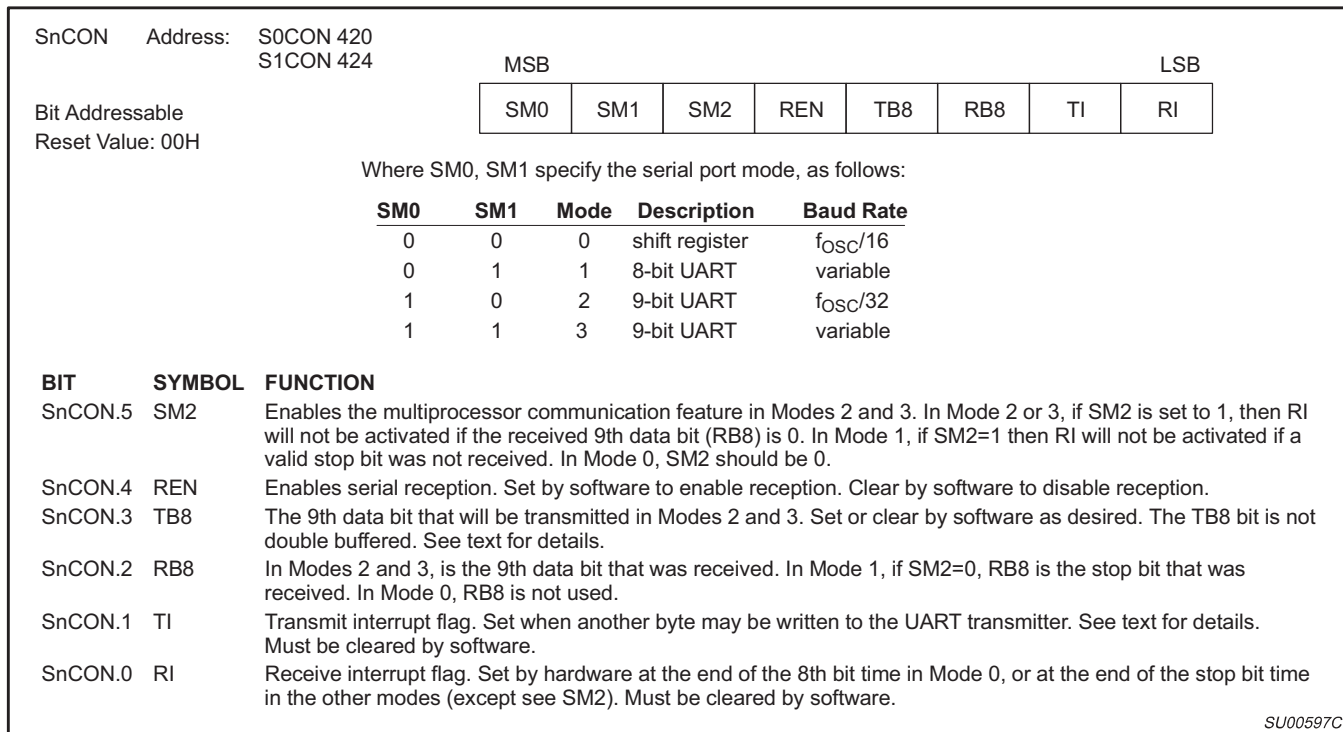 SnCON Address: S0CON 420
S1CON 424
MSB LSB
Bit Addressable
Reset Value: 00H
SM0 SM1 SM2 REN TB8 RB8 TI RI
Where SM0, SM1 specify the serial port mode, as follows:
SM0 SM1 Mode Description Baud Rate
0 0 0 shift register fOSC/16
0 1 1 8-bit UART variable
1 0 2 9-bit UART fOSC/32
1 1 3 9-bit UART variable
BIT SYMBOL FUNCTION
SnCON.5 SM2 Enables the multiprocessor communication feature in Modes 2 and 3. In Mode 2 or 3, if SM2 is set to 1, then RI
will not be activated if the received 9th data bit (RB8) is 0. In Mode 1, if SM2=1 then RI will not be activated if a
valid stop bit was not received. In Mode 0, SM2 should be 0.
SnCON.4 REN Enables serial reception. Set by software to enable reception. Clear by software to disable reception.
SnCON.3 TB8 The 9th data bit that will be transmitted in Modes 2 and 3. Set or clear by software as desired. The TB8 bit is not
double buffered. See text for details.
SnCON.2 RB8 In Modes 2 and 3, is the 9th data bit that was received. In Mode 1, if SM2=0, RB8 is the stop bit that was
received. In Mode 0, RB8 is not used.
SnCON.1 TI Transmit interrupt flag. Set when another byte may be written to the UART transmitter. See text for details.
Must be cleared by software.
SnCON.0 RI Receive interrupt flag. Set by hardware at the end of the 8th bit time in Mode 0, or at the end of the stop bit time
in the other modes (except see SM2). Must be cleared by software.
SU00597C